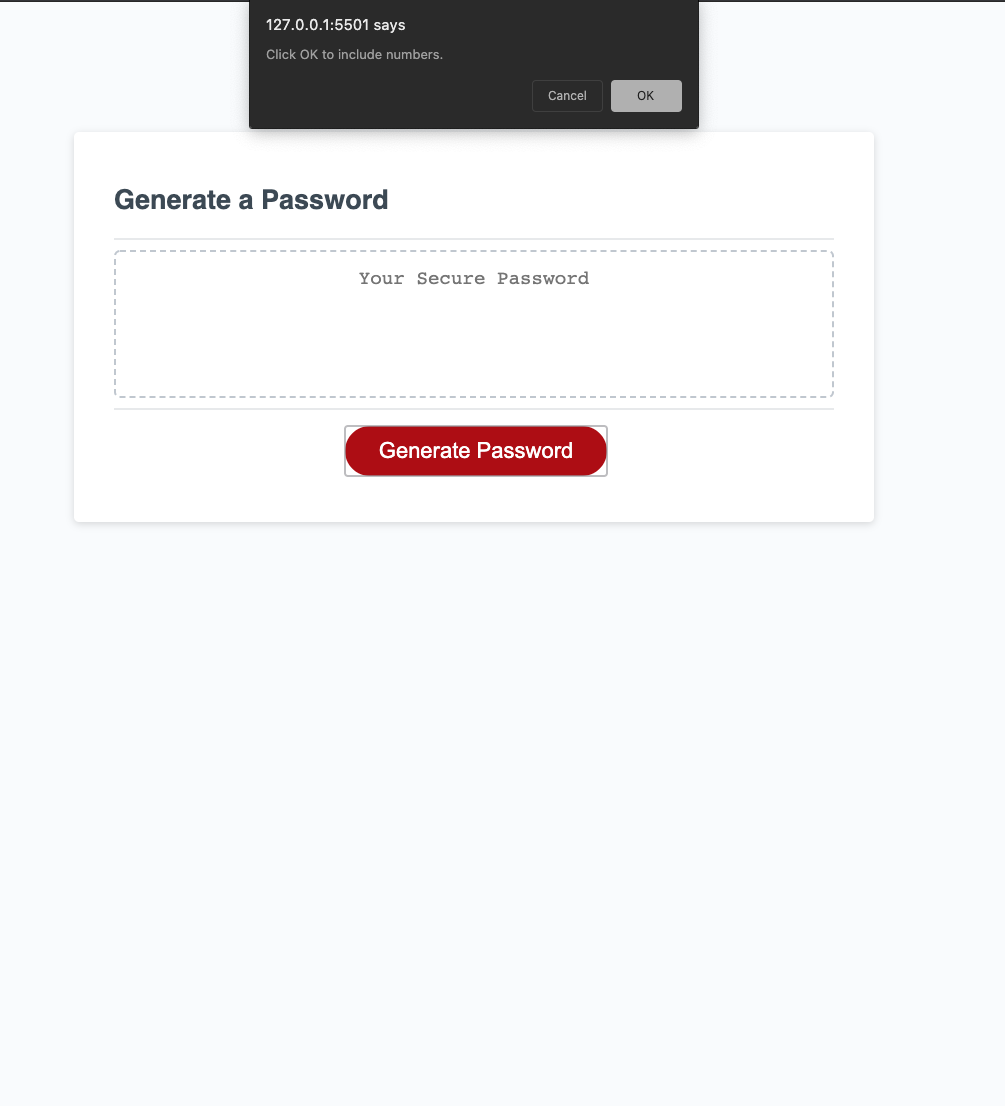 127.0.0.1:5501 says
Click OK to include numbers.
Cancel
OK
Generate a Password
Your Secure Password
Generate Password